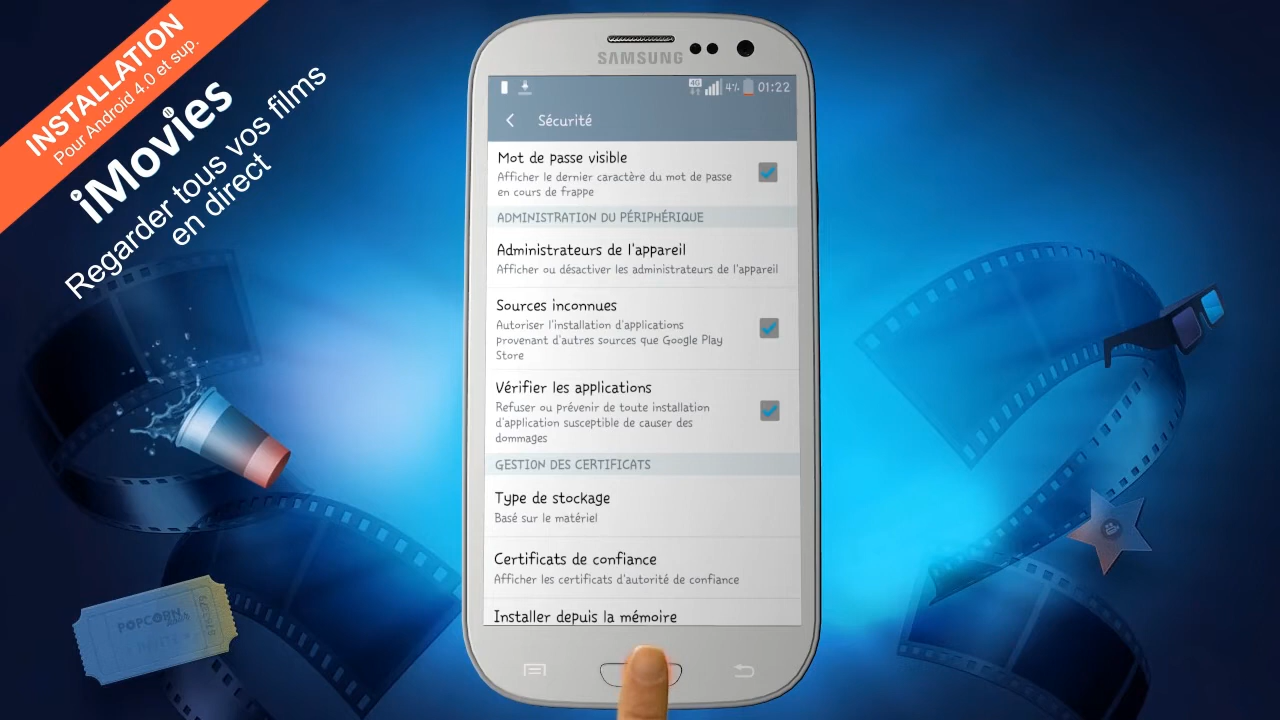 INSTALLATION
Pour Android 4.0 et sup.
iMovies
Regarder tous vos films
en direct
SAMSUNG
4G 4% 01:22
Sécurité
Mot de passe visible
Afficher le dernier caractère du mot de passe
en cours de frappe
ADMINISTRATION DU PÉRIPHÉRIQUE
Administrateurs de l'appareil
Afficher ou désactiver les administrateurs de l'appareil
Sources inconnues
Autoriser l'installation d'applications
provenant d'autres sources que Google Play
Store
Vérifier les applications
Refuser ou prévenir de toute installation
d'application susceptible de causer des
dommages
GESTION DES CERTIFICATS
Type de stockage
Basé sur le matériel
Certificats de confiance
Afficher les certificats d'autorité de confiance
Installer depuis la mémoire
POPCORN